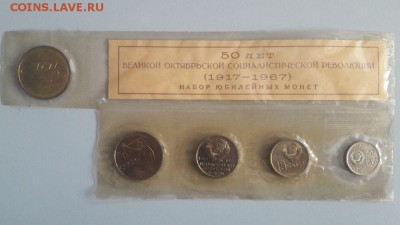 COINS.LAVE.RU
50 ЛЕТ
ВЕЛИКОЙ ОКТЯБРЬСКОЙ СОЦИАЛИСТИЧЕСКОЙ РЕВОЛЮЦИИ
(1917-1967)
НАБОР ЮБИЛЕЙНЫХ МОНЕТ